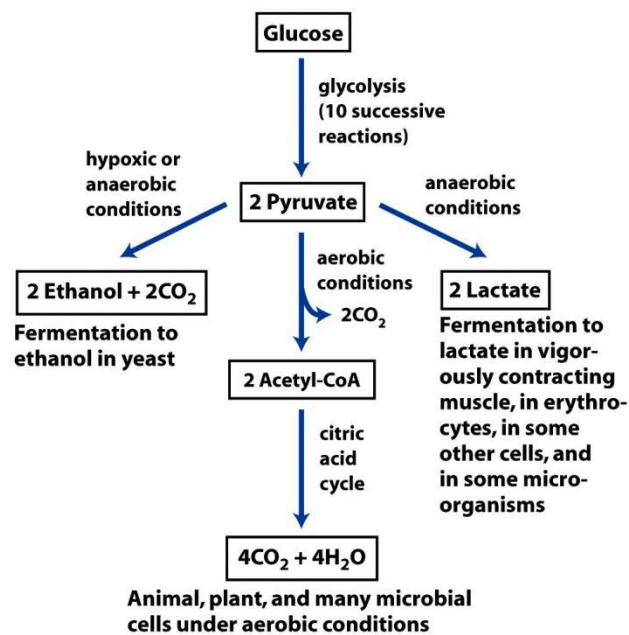 Glucose
glycolysis
(10 successive
reactions)
hypoxic or
anaerobic
conditions
2 Pyruvate
anaerobic
conditions
2 Ethanol + 2CO₂
Fermentation to
ethanol in yeast
aerobic
conditions
2CO₂
2 Lactate
Fermentation to
lactate in vigor-
ously contracting
muscle, in erythro-
cytes, in some
other cells, and
in some micro-
organisms
2 Acetyl-CoA
citric
acid
cycle
4CO₂ + 4H₂O
Animal, plant, and many microbial
cells under aerobic conditions